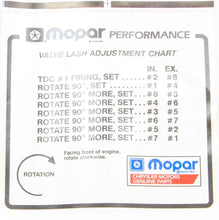 Mopar PERFORMANCE
VALVE LASH ADJUSTMENT CHART
IN. EX.
TDC #1 FIRING, SET ...... #2 #8
ROTATE 90°, SET ......... #1 #4
ROTATE 90° MORE, SET .... #8 #3
ROTATE 90° MORE, SET .... #4 #6
ROTATE 90° MORE, SET .... #3 #5
ROTATE 90° MORE, SET .... #6 #7
ROTATE 90° MORE, SET .... #5 #2
ROTATE 90° MORE, SET .... #7 #1
Facing front of engine,
rotate clockwise.
ROTATION
Mopar
CHRYSLER MOTORS
GENUINE PARTS